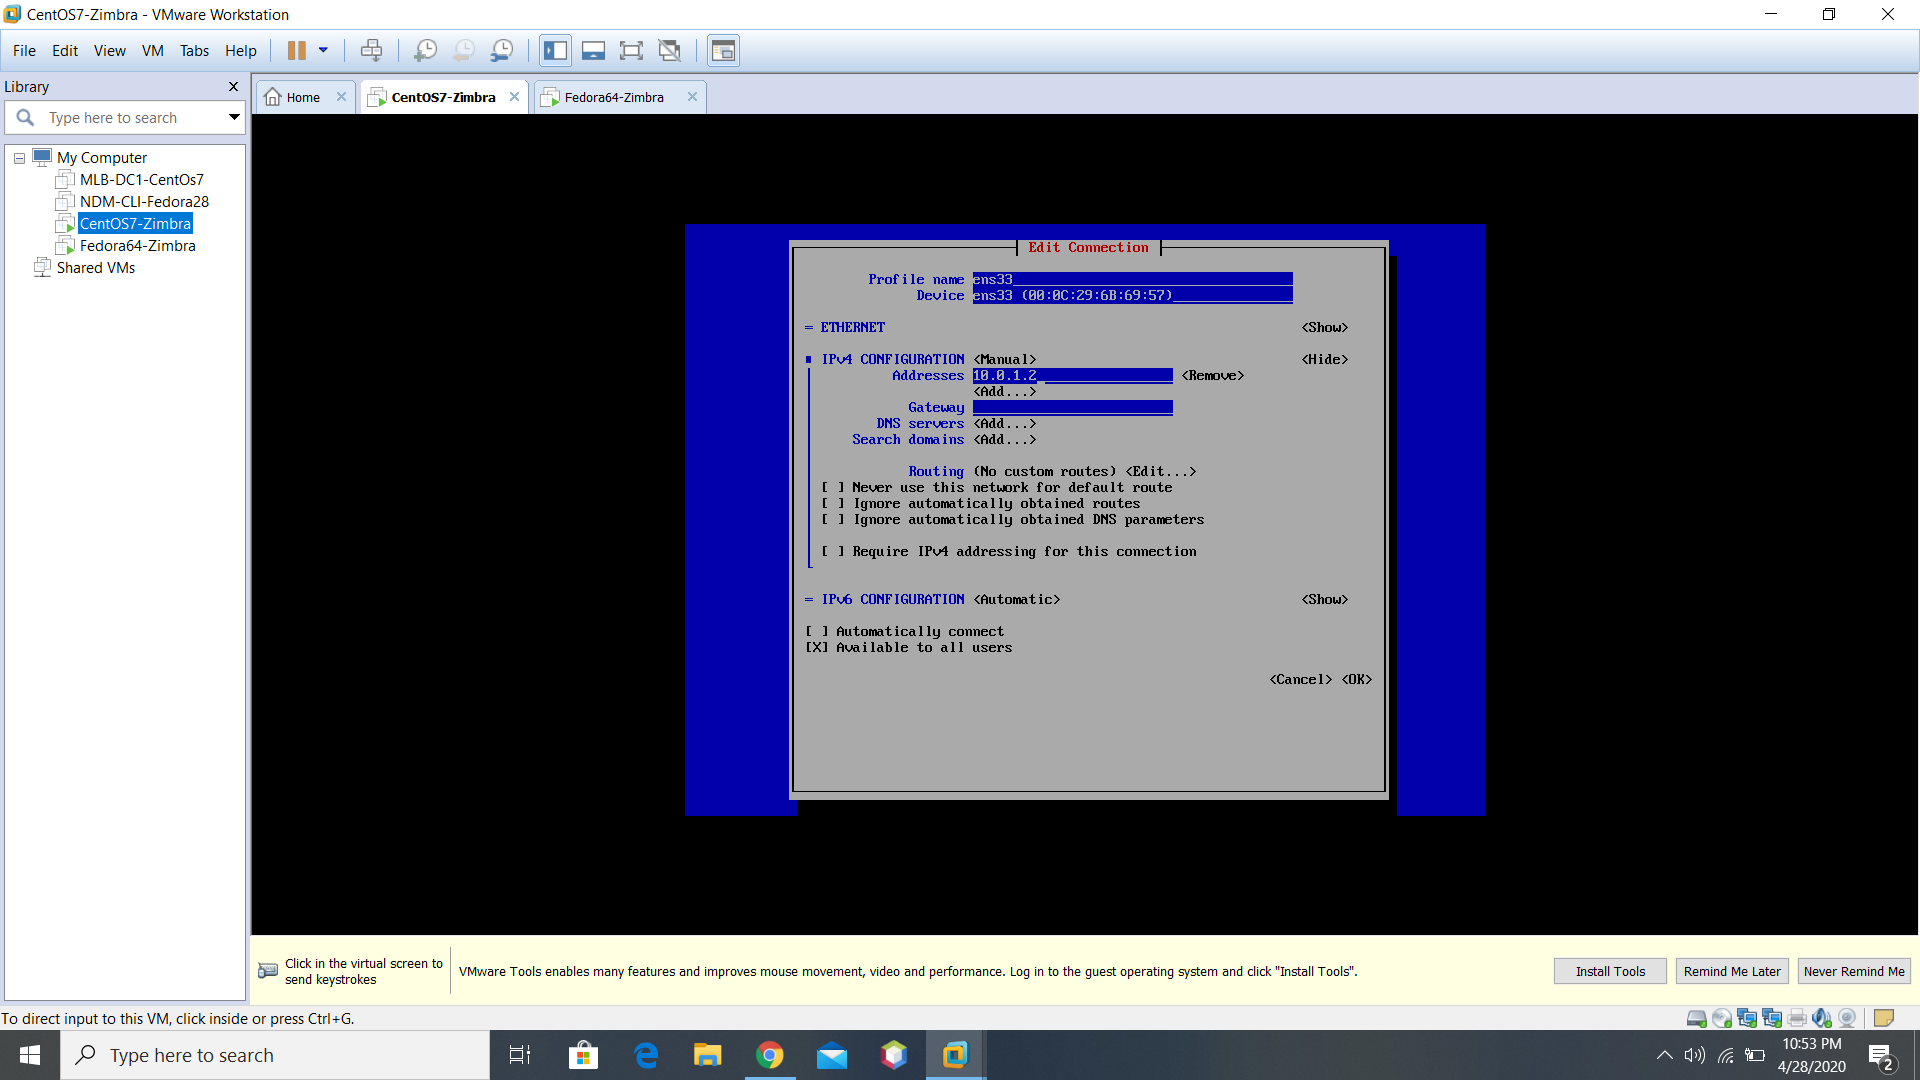 CentOS7-Zimbra - VMware Workstation
File Edit View VM Tabs Help
Library
Type here to search
My Computer
MLB-DC1-CentOs7
NDM-CLI-Fedora28
CentOS7-Zimbra
Fedora64-Zimbra
Shared VMs
Home CentOS7-Zimbra Fedora64-Zimbra
Edit Connection
Profile name ens33
Device ens33 (00:0C:29:6B:69:57)
= ETHERNET <Show>
IPv4 CONFIGURATION <Manual> <Hide>
Addresses 10.0.1.2 <Remove>
<Add...>
Gateway
DNS servers <Add...>
Search domains <Add...>
Routing (No custom routes) <Edit...>
[ ] Never use this network for default route
[ ] Ignore automatically obtained routes
[ ] Ignore automatically obtained DNS parameters
[ ] Require IPv4 addressing for this connection
= IPv6 CONFIGURATION <Automatic> <Show>
[ ] Automatically connect
[X] Available to all users
<Cancel> <OK>
Click in the virtual screen to
send keystrokes
VMware Tools enables many features and improves mouse movement, video and performance. Log in to the guest operating system and click "Install Tools".
Install Tools Remind Me Later Never Remind Me
To direct input to this VM, click inside or press Ctrl+G.
Type here to search
10:53 PM
4/28/2020
2